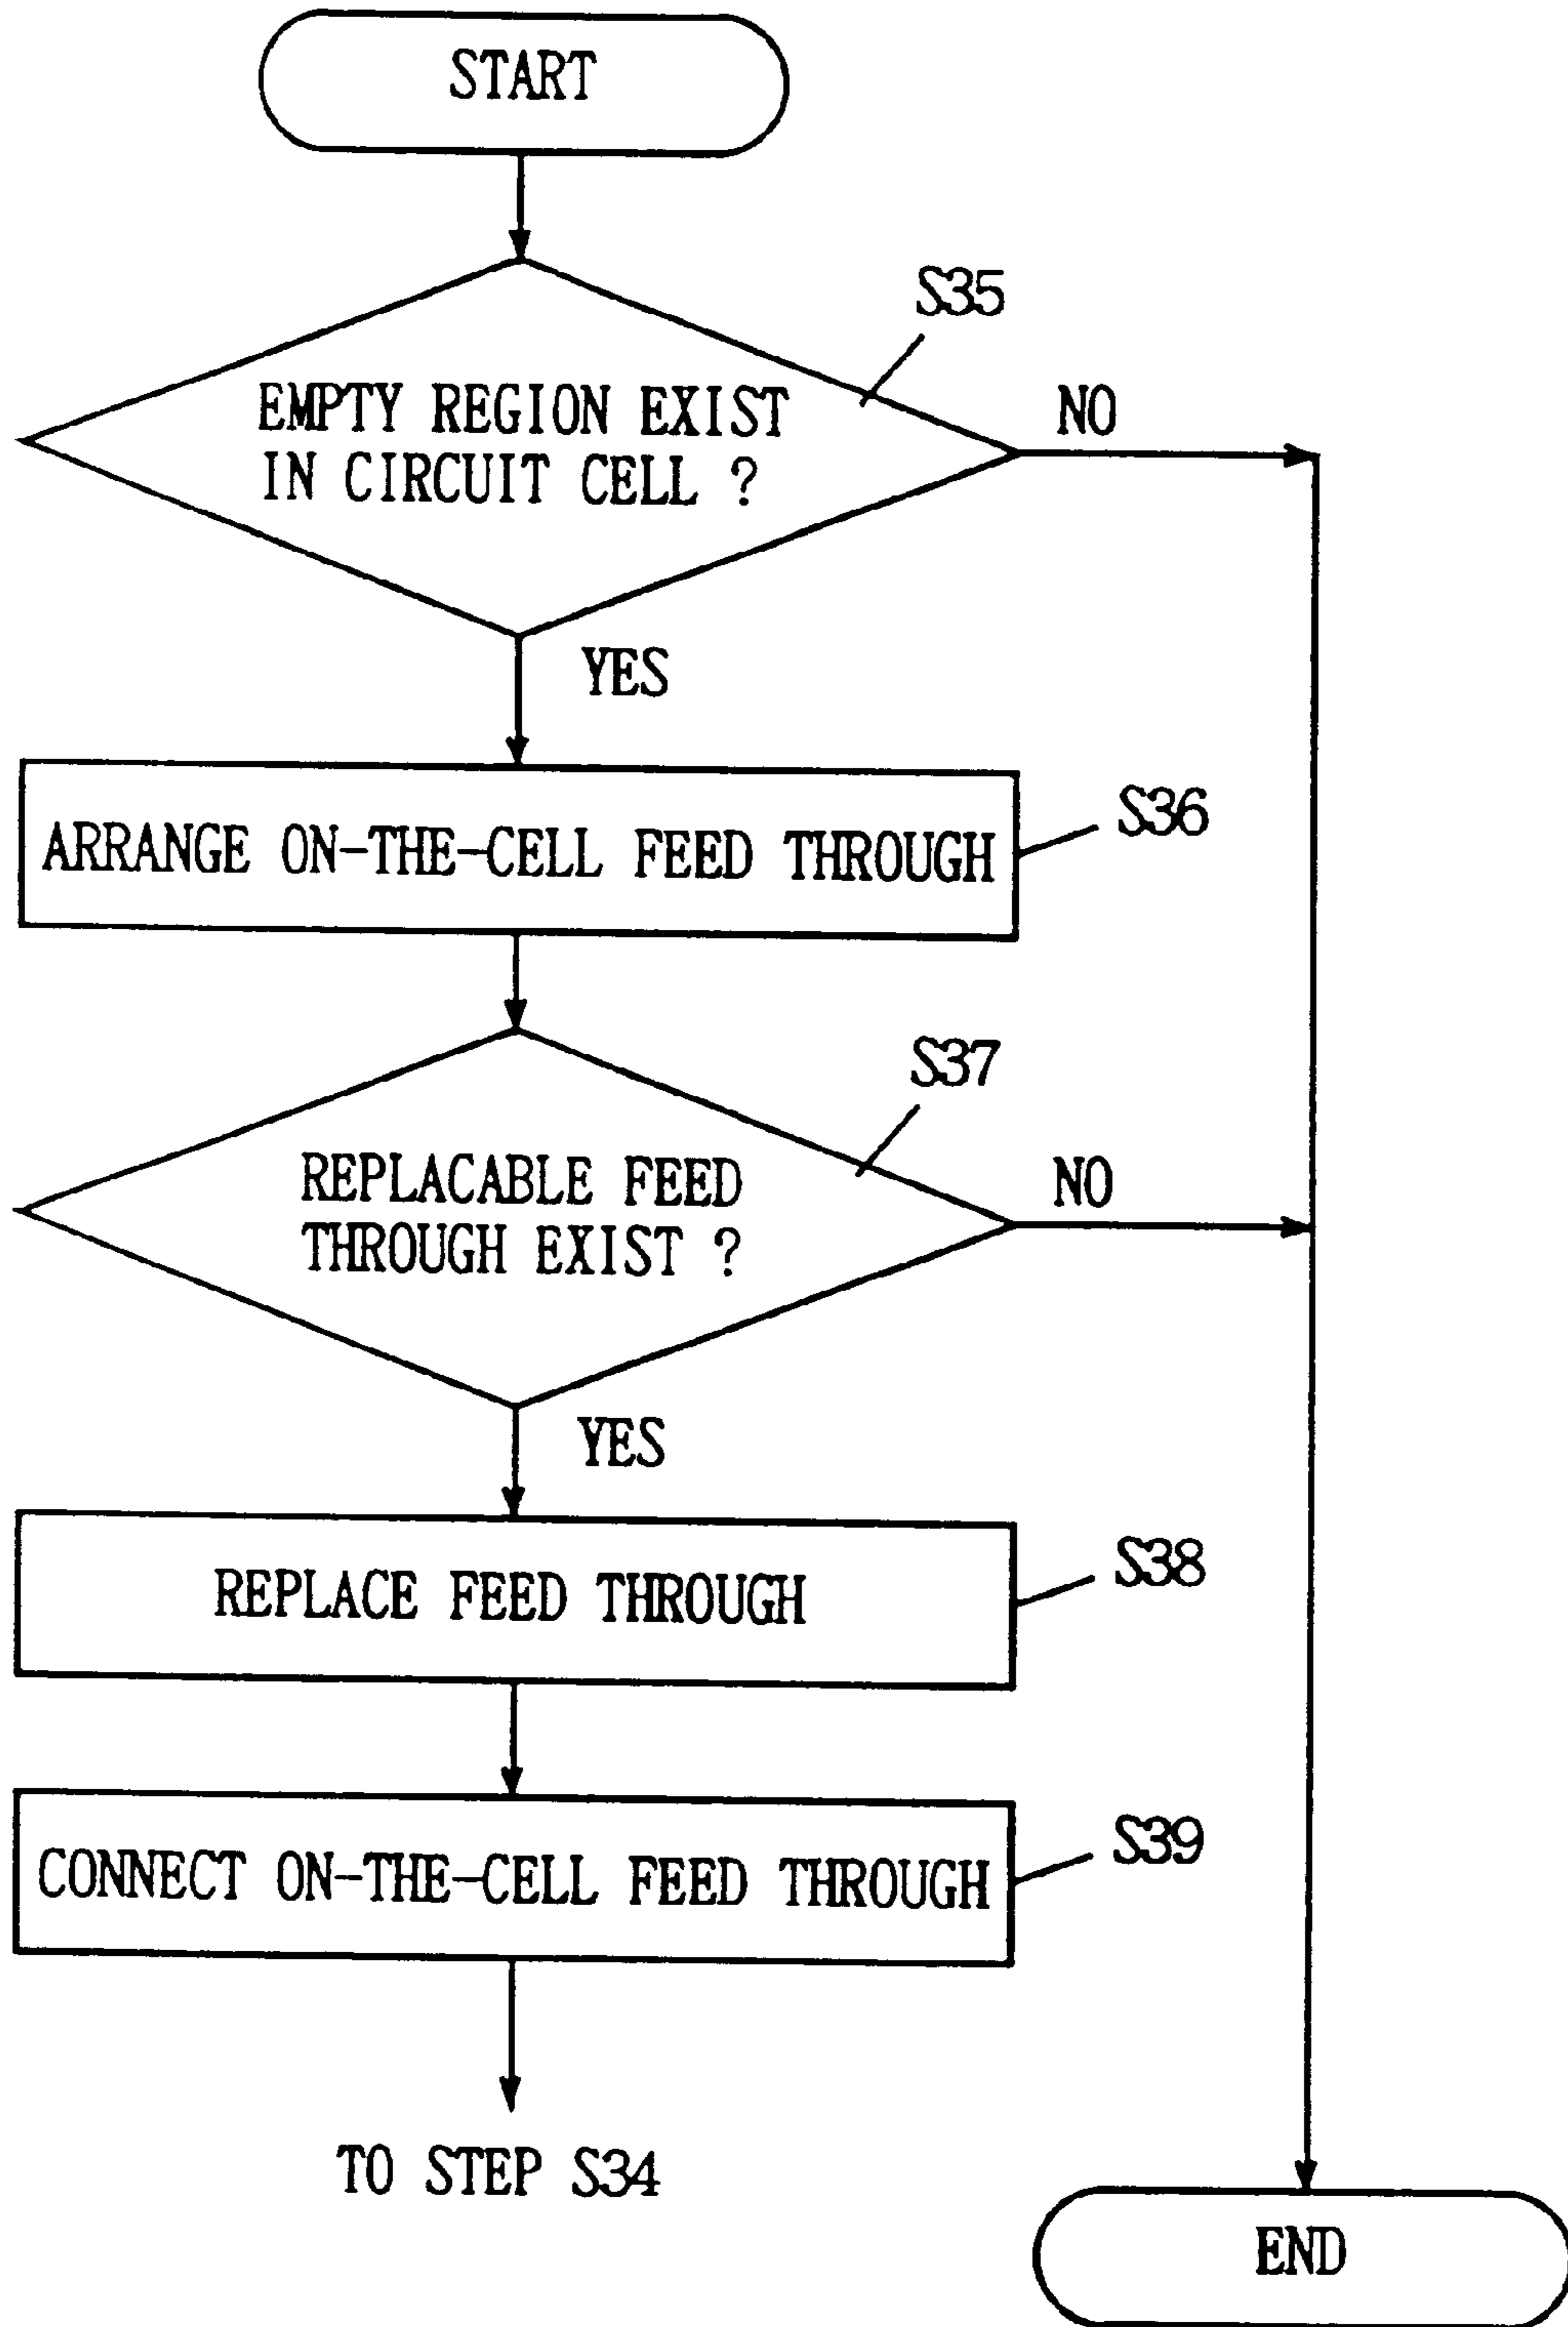 START
S35
EMPTY REGION EXIST
IN CIRCUIT CELL ?
NO
YES
ARRANGE ON-THE-CELL FEED THROUGH
S36
S37
REPLACABLE FEED
THROUGH EXIST ?
NO
YES
REPLACE FEED THROUGH
S38
CONNECT ON-THE-CELL FEED THROUGH
S39
TO STEP S34
END